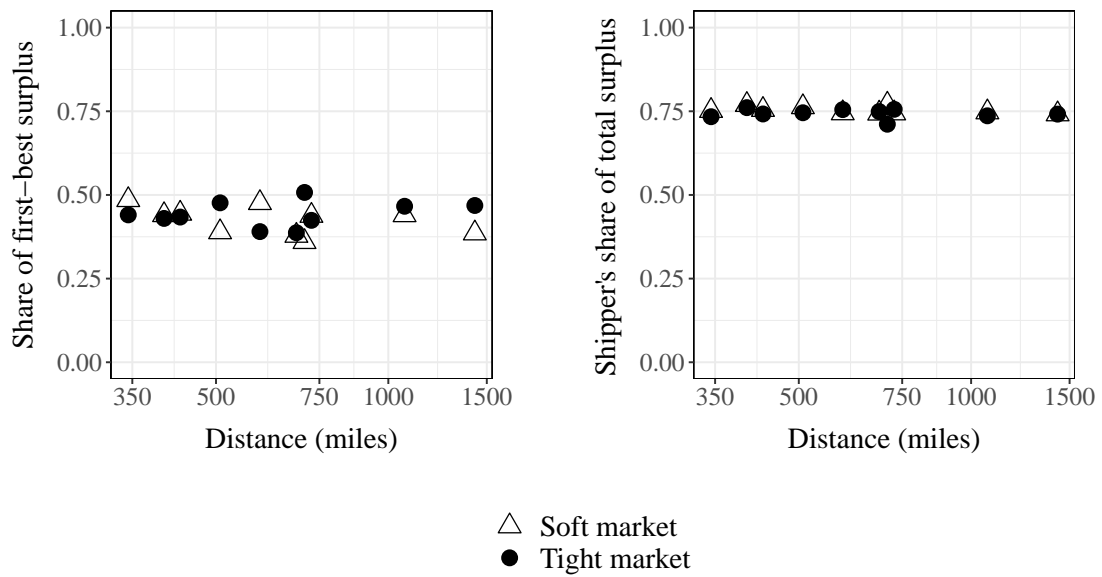 Share of first−best surplus
1.00
0.75
0.50
0.25
0.00
350 500 750 1000 1500
Distance (miles)
Shipper's share of total surplus
1.00
0.75
0.50
0.25
0.00
350 500 750 1000 1500
Distance (miles)
Soft market
Tight market